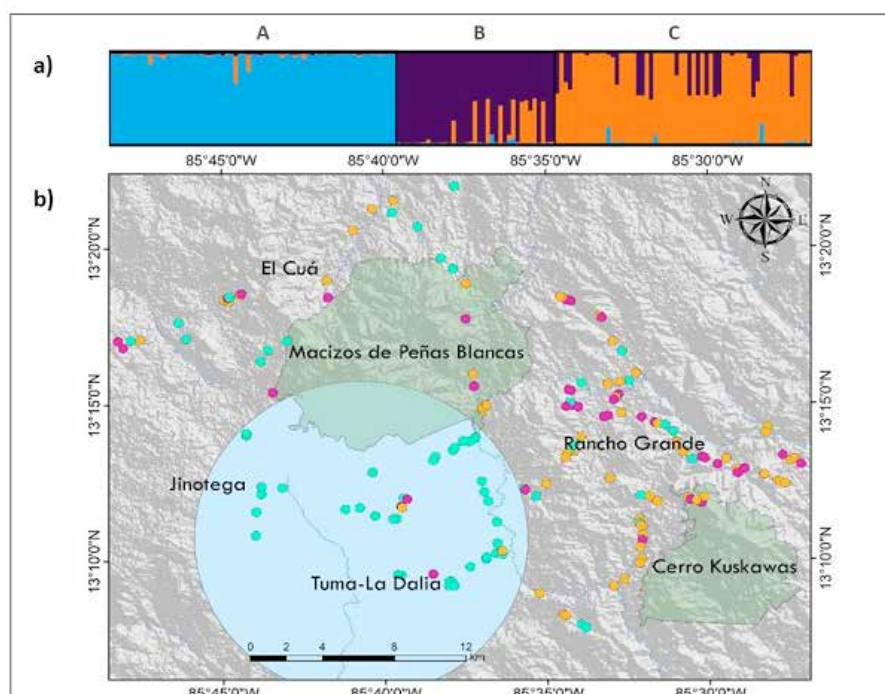 A B C
a)
85°45'0"W 85°40'0"W 85°35'0"W 85°30'0"W
b)
N
W E
S
13°20'0"N 13°20'0"N
El Cuá
Macizos de Peñas Blancas
13°15'0"N 13°15'0"N
Rancho Grande
Jinotega
13°10'0"N 13°10'0"N
Cerro Kuskawas
Tuma-La Dalia
0 2 4 8 12
Km
85°45'0"W 85°40'0"W 85°35'0"W 85°30'0"W